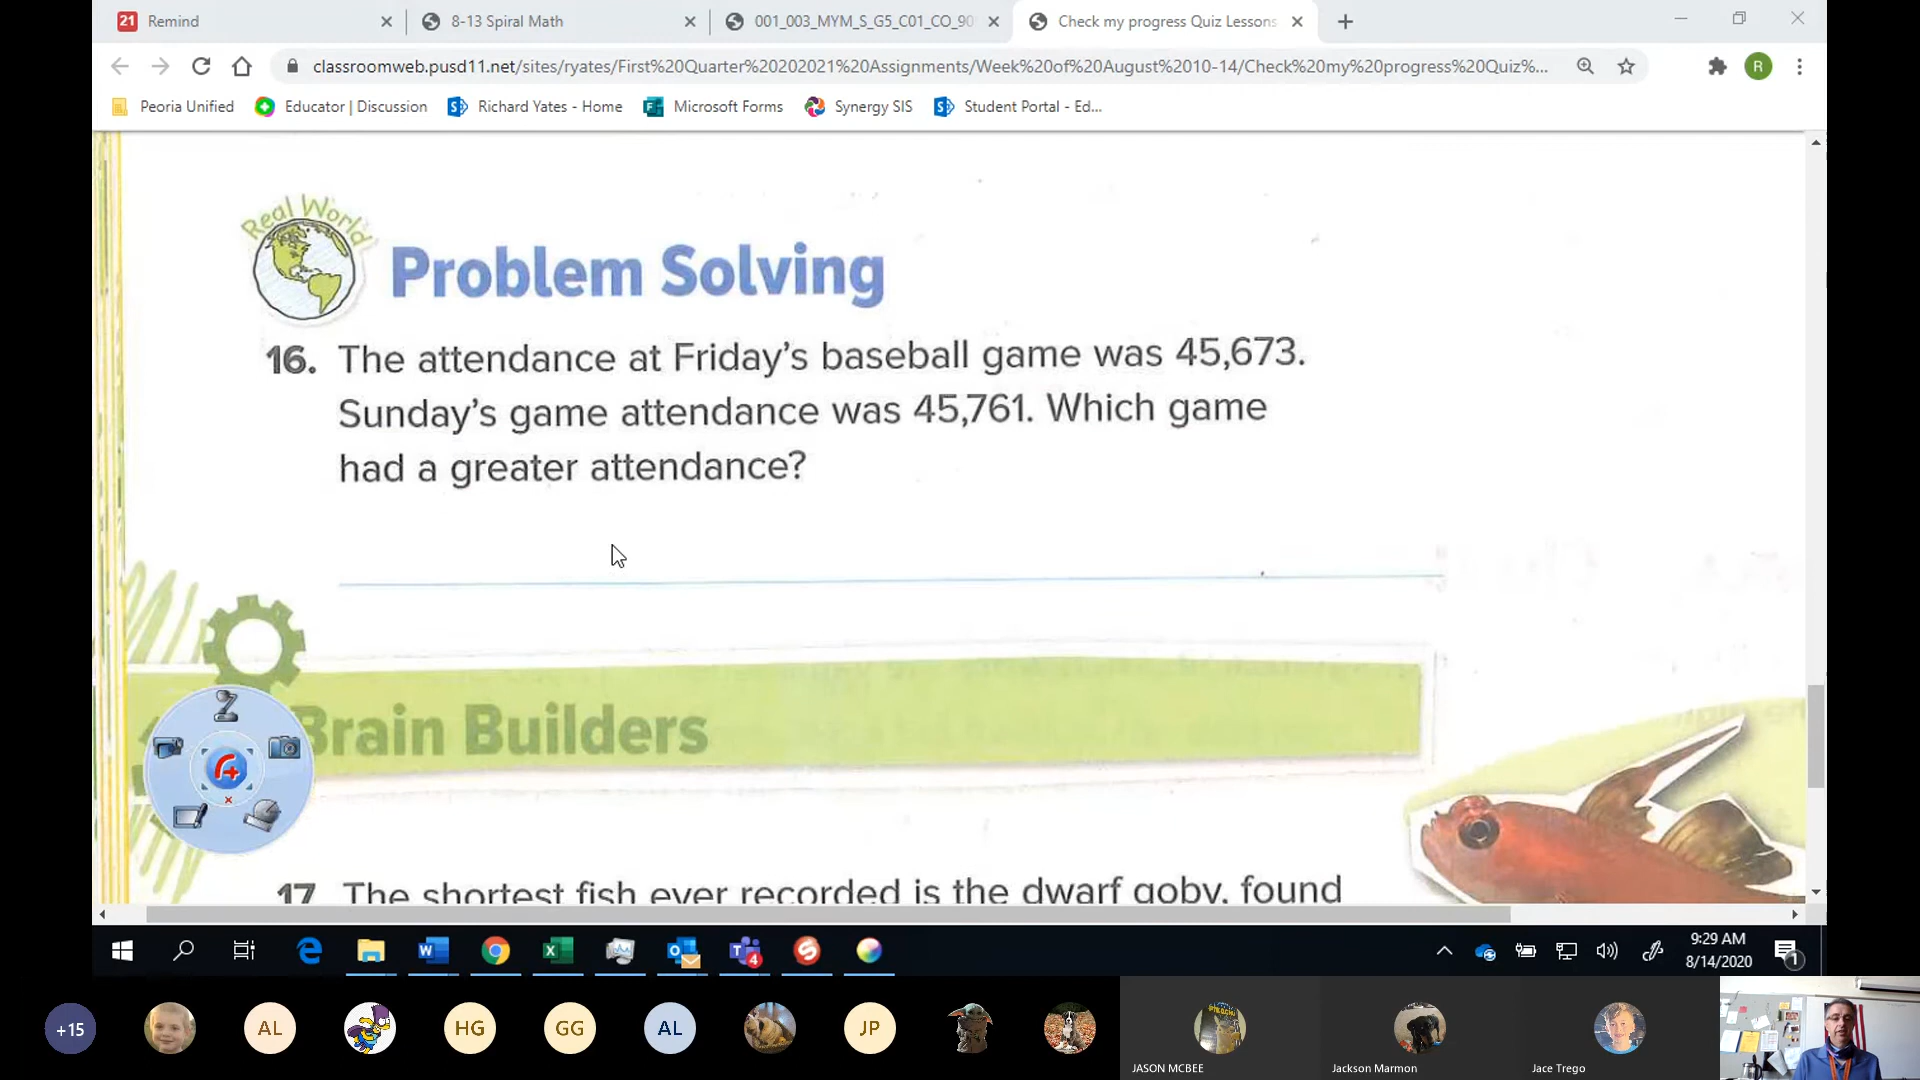 Remind
8-13 Spiral Math
001_003_MYM_S_G5_C01_CO_90
Check my progress Quiz Lessons
classroomweb.pusd11.net/sites/ryates/First%20Quarter%20202021%20Assignments/Week%20of%20August%2010-14/Check%20my%20progress%20Quiz%...
R
Peoria Unified
Educator | Discussion
Richard Yates - Home
Microsoft Forms
Synergy SIS
Student Portal - Ed...
Real World
Problem Solving
16. The attendance at Friday's baseball game was 45,673.
Sunday's game attendance was 45,761. Which game
had a greater attendance?
Brain Builders
17 The shortest fish ever recorded is the dwarf goby, found
9:29 AM
8/14/2020
+15
AL
HG
GG
AL
JP
JASON MCBEE
Jackson Marmon
Jace Trego